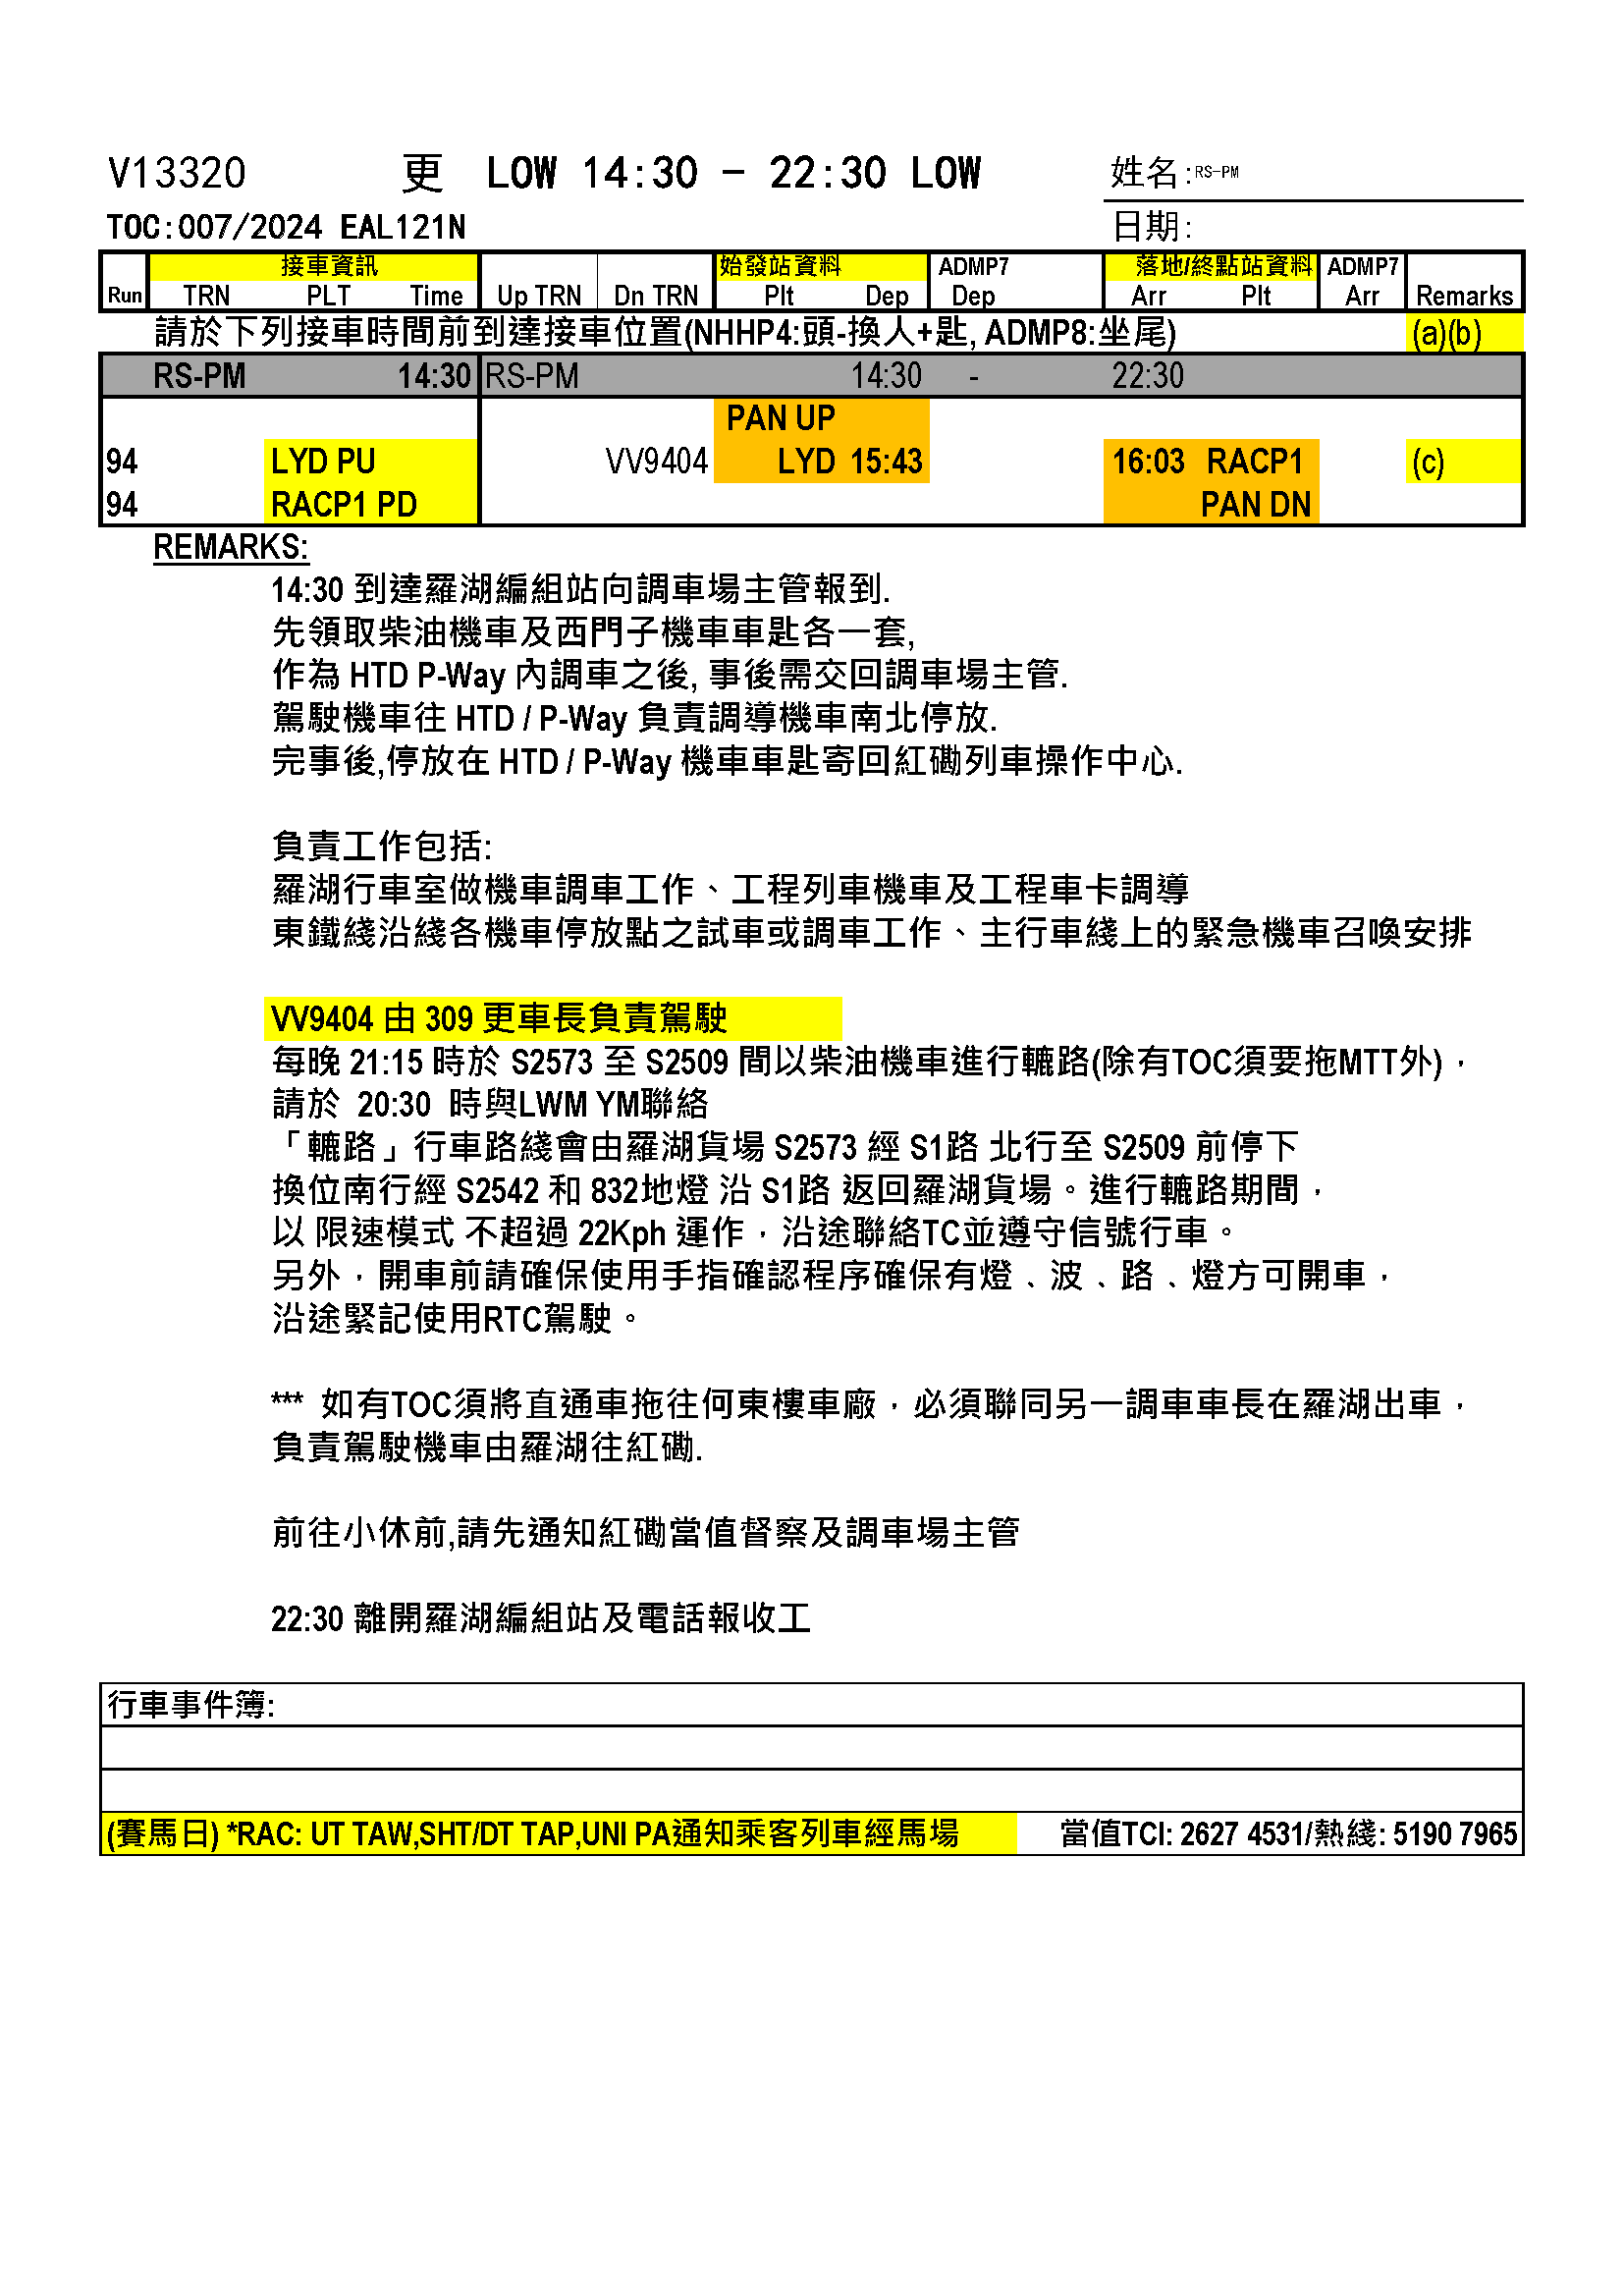 V13320 更 LOW 14:30 - 22:30 LOW 姓名:RS-PM
TOC:007/2024 EAL121N 日期:
接車資訊 始發站資料 ADMP7 落地/終點站資料 ADMP7
Run TRN PLT Time Up TRN Dn TRN Plt Dep Dep Arr Plt Arr Remarks
請於下列接車時間前到達接車位置(NHHP4:頭-換人+匙, ADMP8:坐尾) (a)(b)
RS-PM 14:30 RS-PM 14:30 - 22:30
PAN UP
94 LYD PU VV9404 LYD 15:43 16:03 RACP1 (c)
94 RACP1 PD PAN DN
REMARKS:
14:30 到達羅湖編組站向調車場主管報到.
先領取柴油機車及西門子機車車匙各一套,
作為 HTD P-Way 內調車之後, 事後需交回調車場主管.
駕駛機車往 HTD / P-Way 負責調導機車南北停放.
完事後,停放在 HTD / P-Way 機車車匙寄回紅磡列車操作中心.
負責工作包括:
羅湖行車室做機車調車工作、工程列車機車及工程車卡調導
東鐵綫沿綫各機車停放點之試車或調車工作、主行車綫上的緊急機車召喚安排
VV9404 由 309 更車長負責駕駛
每晚 21:15 時於 S2573 至 S2509 間以柴油機車進行轆路(除有TOC須要拖MTT外)，
請於 20:30 時與LWM YM聯絡
「轆路」行車路綫會由羅湖貨場 S2573 經 S1路 北行至 S2509 前停下
換位南行經 S2542 和 832地燈 沿 S1路 返回羅湖貨場。進行轆路期間，
以 限速模式 不超過 22Kph 運作，沿途聯絡TC並遵守信號行車。
另外，開車前請確保使用手指確認程序確保有燈﹑波﹑路﹑燈方可開車，
沿途緊記使用RTC駕駛。
*** 如有TOC須將直通車拖往何東樓車廠，必須聯同另一調車車長在羅湖出車，
負責駕駛機車由羅湖往紅磡.
前往小休前,請先通知紅磡當值督察及調車場主管
22:30 離開羅湖編組站及電話報收工
行車事件簿:
(賽馬日) *RAC: UT TAW,SHT/DT TAP,UNI PA通知乘客列車經馬場 當值TCI: 2627 4531/熱綫: 5190 7965